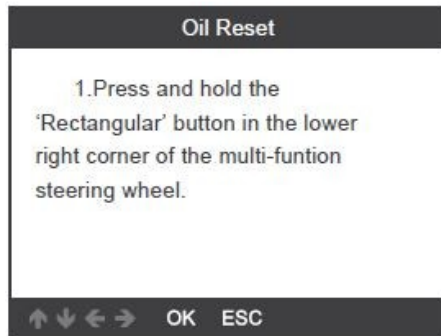 Oil Reset
1.Press and hold the
‘Rectangular’ button in the lower
right corner of the multi-funtion
steering wheel.
OK ESC